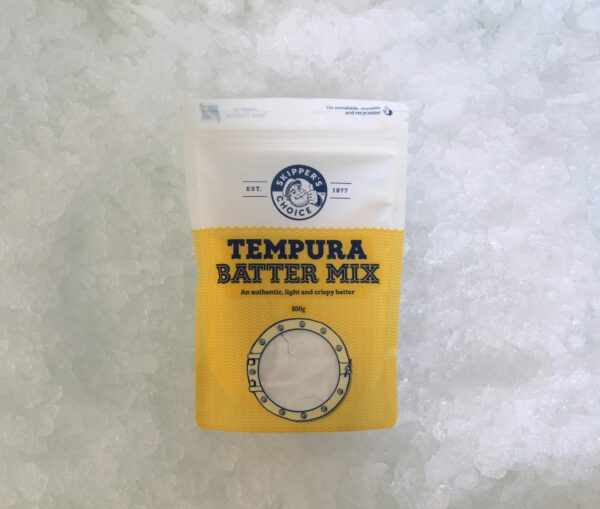 I'm resealable, reusable
and recyclable!
EST.
SKIPPER'S
CHOICE
1977
TEMPURA
BATTER MIX
An authentic, light and crispy batter
200g